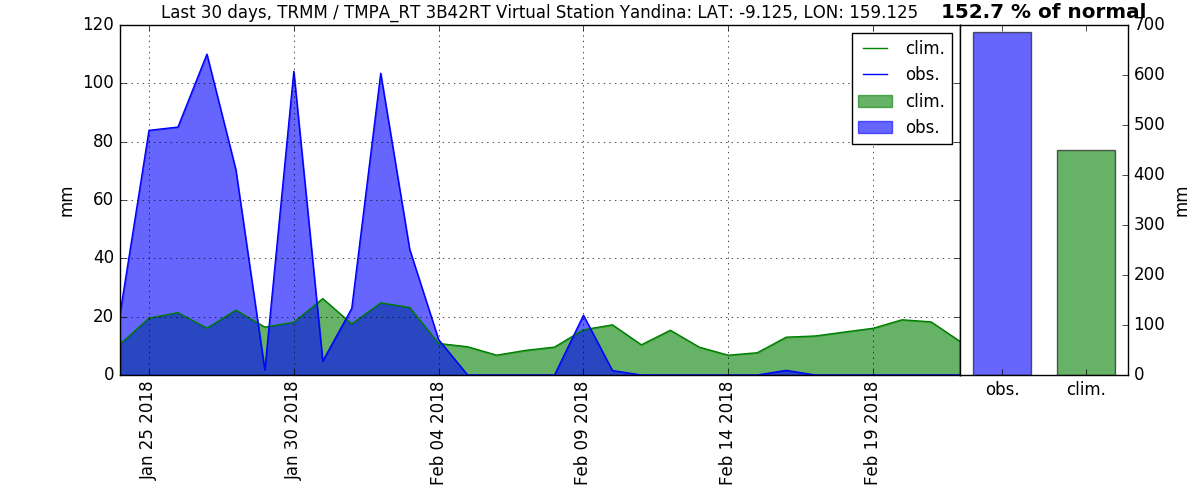 Last 30 days, TRMM / TMPA_RT 3B42RT Virtual Station Yandina: LAT: -9.125, LON: 159.125
152.7 % of normal
120
100
80
60
40
20
0
mm
clim.
obs.
clim.
obs.
Jan 25 2018
Jan 30 2018
Feb 04 2018
Feb 09 2018
Feb 14 2018
Feb 19 2018
700
600
500
400
300
200
100
0
mm
obs.
clim.